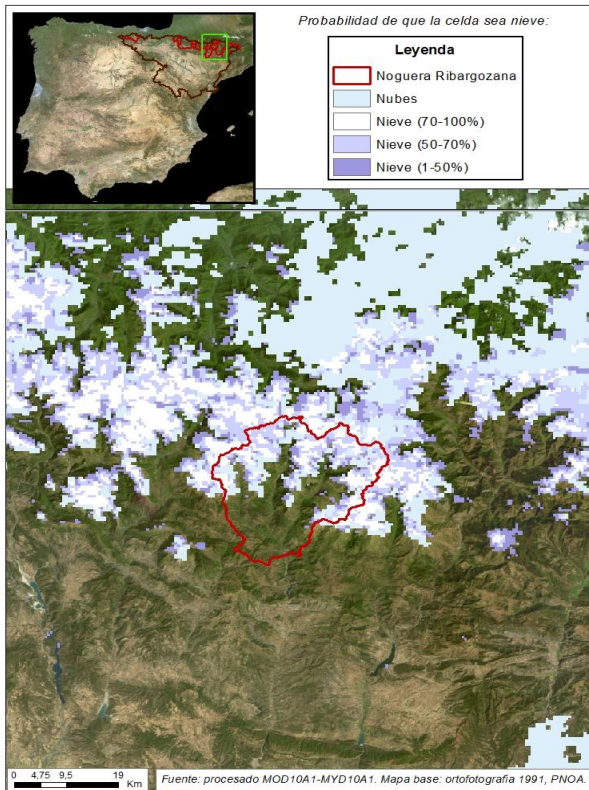 Probabilidad de que la celda sea nieve:
Leyenda
Noguera Ribargozana
Nubes
Nieve (70-100%)
Nieve (50-70%)
Nieve (1-50%)
0 4,75 9,5 19
Km
Fuente: procesado MOD10A1-MYD10A1. Mapa base: ortofotografia 1991, PNOA.